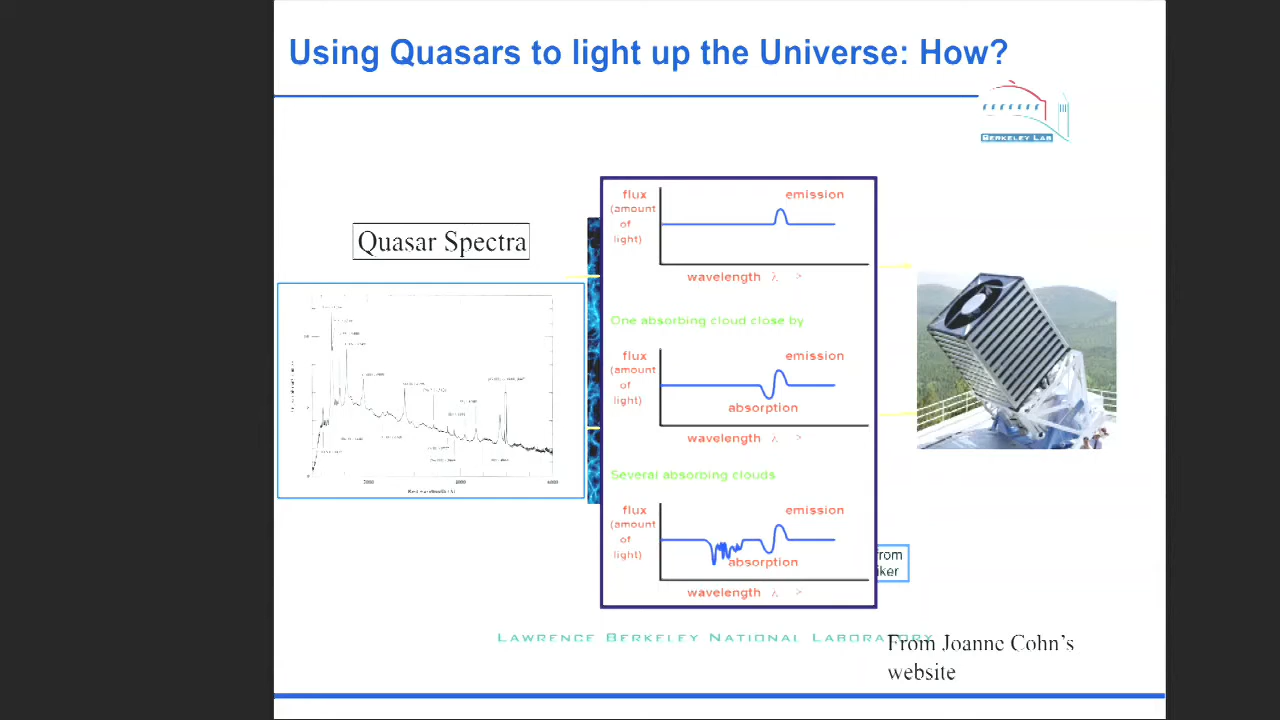 Using Quasars to light up the Universe: How?
BERKELEY LAB
Quasar Spectra
flux
(amount
of
light)
emission
wavelength λ >
One absorbing cloud close by
flux
(amount
of
light)
emission
absorption
wavelength λ >
Several absorbing clouds
flux
(amount
of
light)
emission
absorption
wavelength λ >
rom
iker
LAWRENCE BERKELEY NATIONAL LABORATORY
From Joanne Cohn's
website